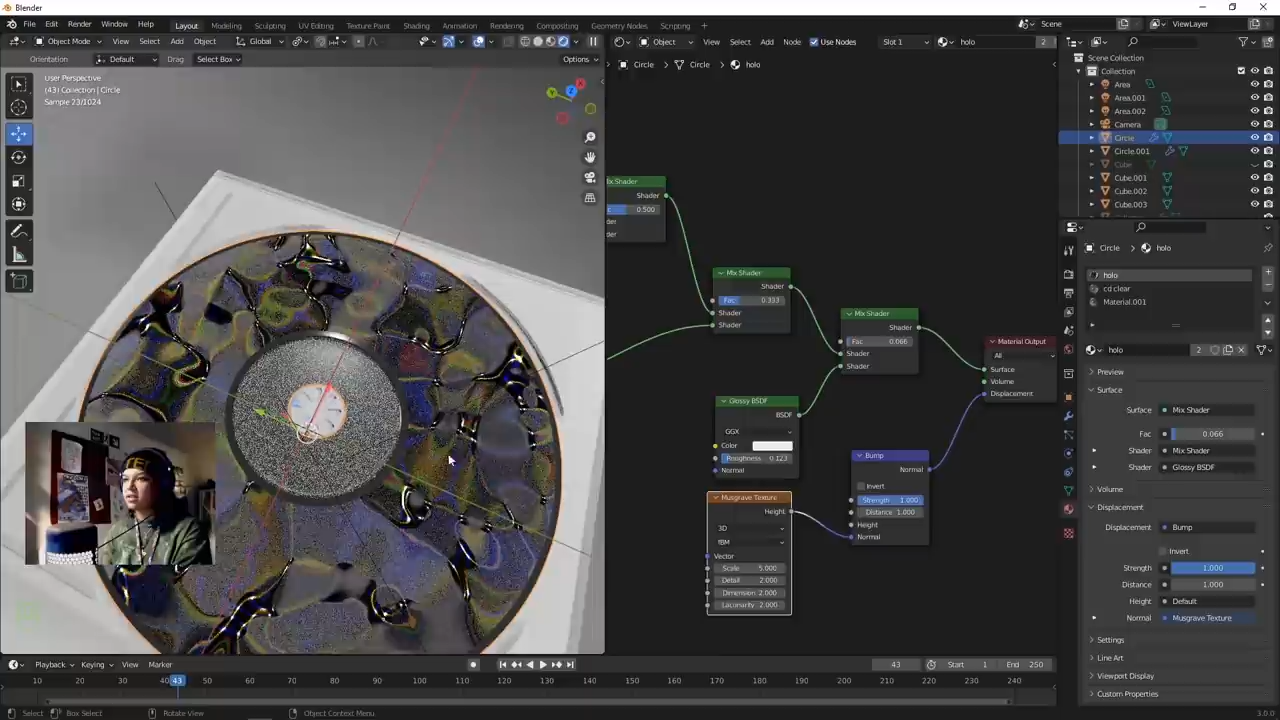 Blender
File Edit Render Window Help Layout Modeling Sculpting UV Editing Texture Paint Shading Animation Rendering Compositing Geometry Nodes Scripting + Scene ViewLayer
Object Mode View Select Add Object Global Object View Select Add Node Use Nodes Slot 1 holo 2
Orientation Default Drag Select Box Options
Circle Circle holo
User Perspective
(43) Collection | Circle
Sample 23/1024
Scene Collection
Collection
Area
Area.001
Area.002
Camera
Circle
Circle.001
Cube
Cube.001
Cube.002
Cube.003
Shader
0.500
Mix Shader
Shader
Fac 0.333
Shader
Shader
Mix Shader
Shader
Fac 0.066
Shader
Shader
Material Output
All
Surface
Volume
Displacement
Glossy BSDF
BSDF
GGX
Color
Roughness 0.123
Normal
Bump
Normal
Invert
Strength 1.000
Distance 1.000
Height
Normal
Musgrave Texture
Height
3D
fBM
Vector
Scale 5.000
Detail 2.000
Dimension 2.000
Lacunarity 2.000
Circle holo
holo
cd clear
Material.001
holo 2
Preview
Surface
Surface Mix Shader
Fac 0.066
Shader Mix Shader
Shader Glossy BSDF
Volume
Displacement
Displacement Bump
Invert
Strength 1.000
Distance 1.000
Height Default
Normal Musgrave Texture
Settings
Line Art
Viewport Display
Custom Properties
Playback Keying View Marker 43 Start 1 End 250
10 20 30 40 43 50 60 70 80 90 100 110 120 130 140 150 160 170 180 190 200 210 220 230 240
Select Box Select Rotate View Object Context Menu 3.0.0